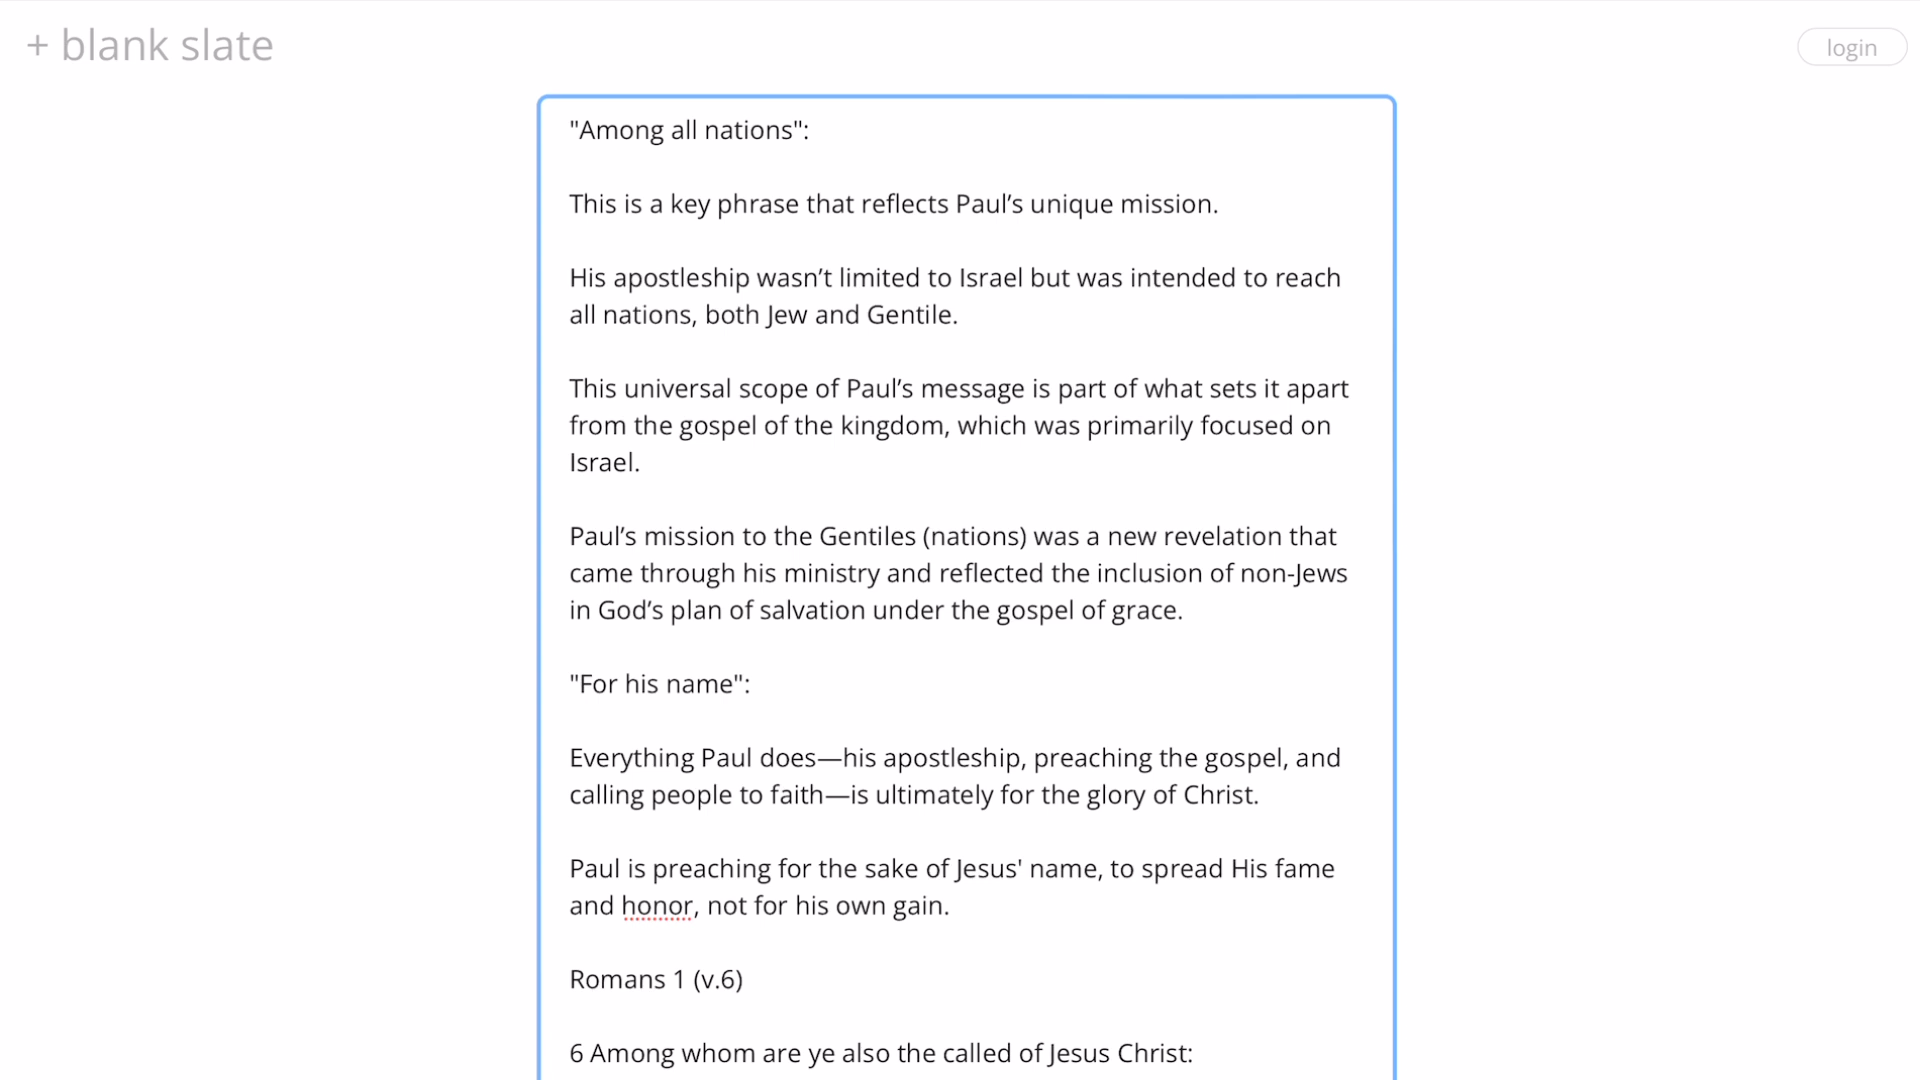 + blank slate
login
"Among all nations":
This is a key phrase that reflects Paul’s unique mission.
His apostleship wasn’t limited to Israel but was intended to reach
all nations, both Jew and Gentile.
This universal scope of Paul’s message is part of what sets it apart
from the gospel of the kingdom, which was primarily focused on
Israel.
Paul’s mission to the Gentiles (nations) was a new revelation that
came through his ministry and reflected the inclusion of non-Jews
in God’s plan of salvation under the gospel of grace.
"For his name":
Everything Paul does—his apostleship, preaching the gospel, and
calling people to faith—is ultimately for the glory of Christ.
Paul is preaching for the sake of Jesus' name, to spread His fame
and honor, not for his own gain.
Romans 1 (v.6)
6 Among whom are ye also the called of Jesus Christ: